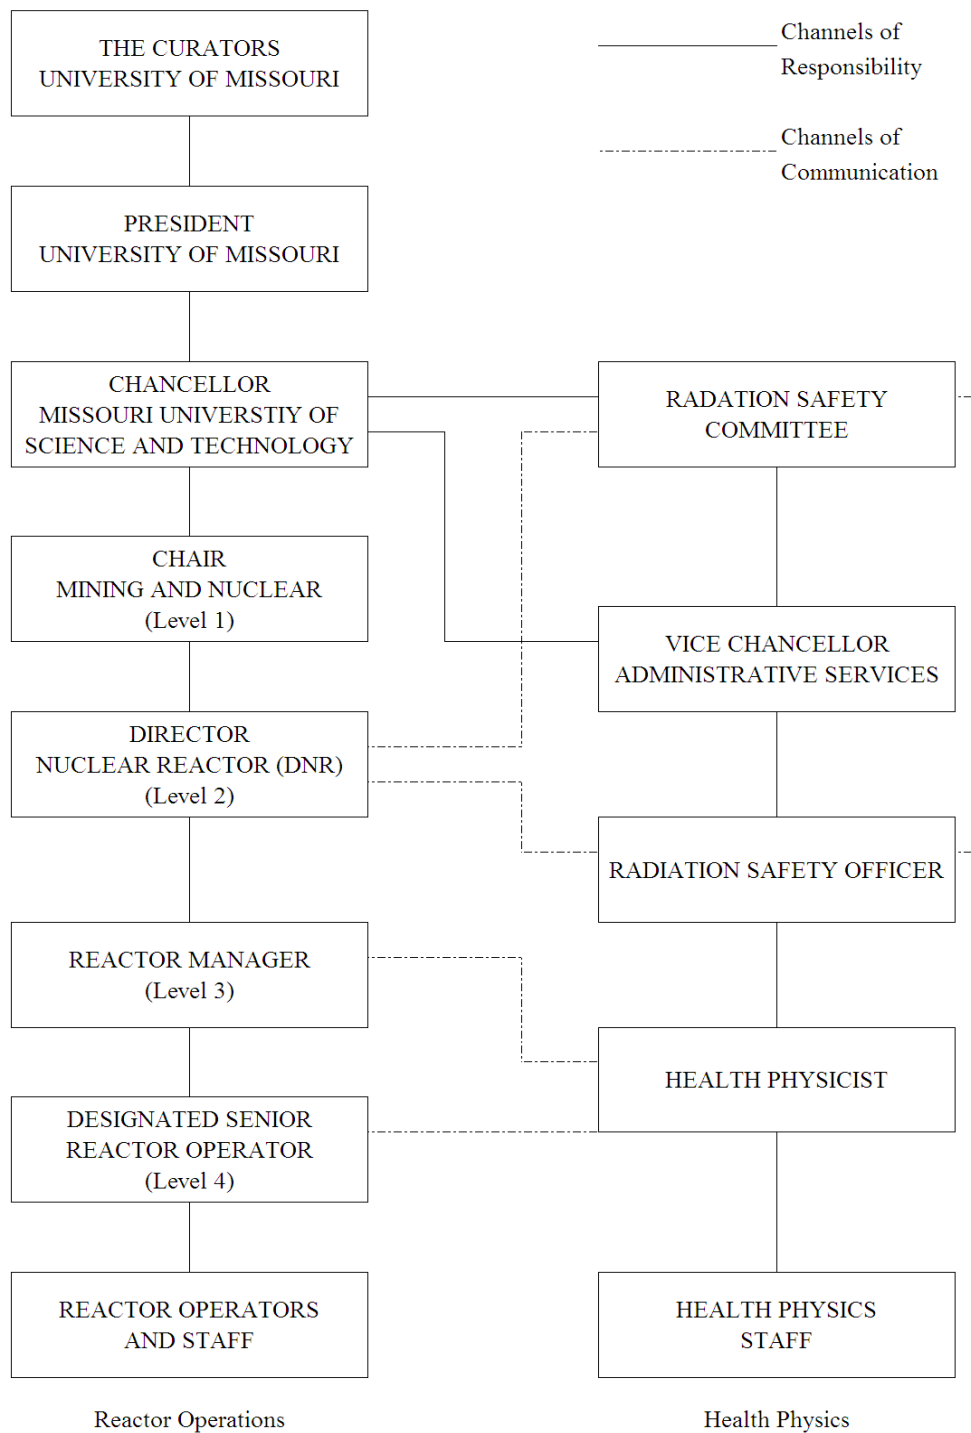 THE CURATORS
UNIVERSITY OF MISSOURI
Channels of
Responsibility
Channels of
Communication
PRESIDENT
UNIVERSITY OF MISSOURI
CHANCELLOR
MISSOURI UNIVERSTIY OF
SCIENCE AND TECHNOLOGY
RADATION SAFETY
COMMITTEE
CHAIR
MINING AND NUCLEAR
(Level 1)
VICE CHANCELLOR
ADMINISTRATIVE SERVICES
DIRECTOR
NUCLEAR REACTOR (DNR)
(Level 2)
RADIATION SAFETY OFFICER
REACTOR MANAGER
(Level 3)
HEALTH PHYSICIST
DESIGNATED SENIOR
REACTOR OPERATOR
(Level 4)
REACTOR OPERATORS
AND STAFF
HEALTH PHYSICS
STAFF
Reactor Operations
Health Physics